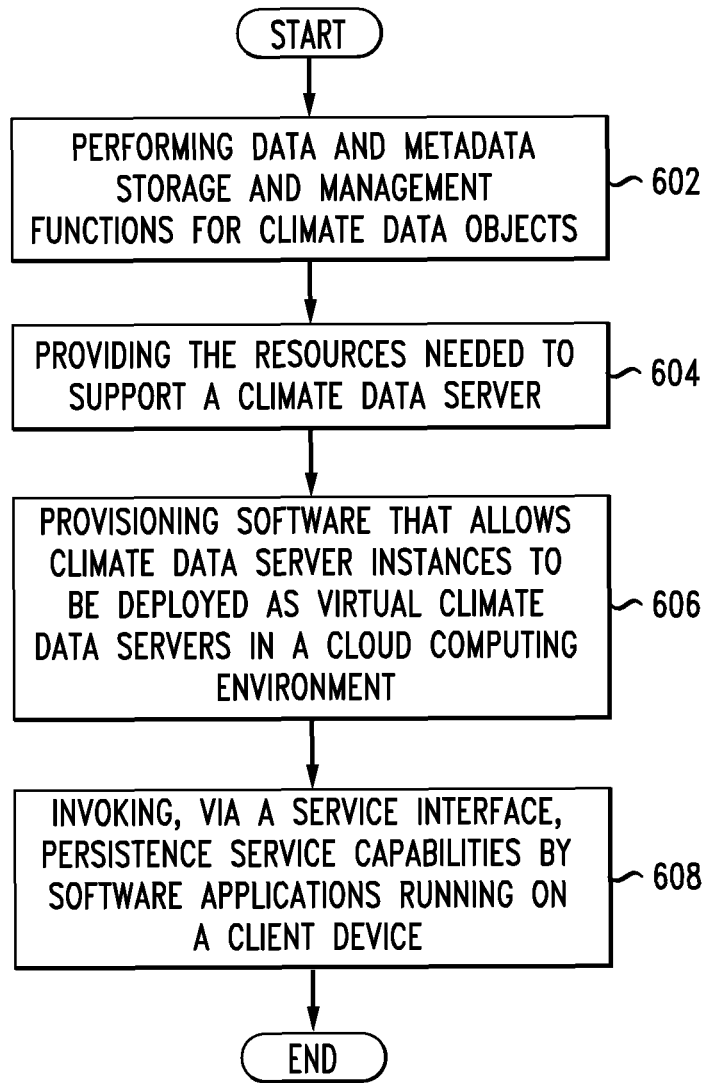 START
PERFORMING DATA AND METADATA
STORAGE AND MANAGEMENT
FUNCTIONS FOR CLIMATE DATA OBJECTS
602
PROVIDING THE RESOURCES NEEDED TO
SUPPORT A CLIMATE DATA SERVER
604
PROVISIONING SOFTWARE THAT ALLOWS
CLIMATE DATA SERVER INSTANCES TO
BE DEPLOYED AS VIRTUAL CLIMATE
DATA SERVERS IN A CLOUD COMPUTING
ENVIRONMENT
606
INVOKING, VIA A SERVICE INTERFACE,
PERSISTENCE SERVICE CAPABILITIES BY
SOFTWARE APPLICATIONS RUNNING ON
A CLIENT DEVICE
608
END